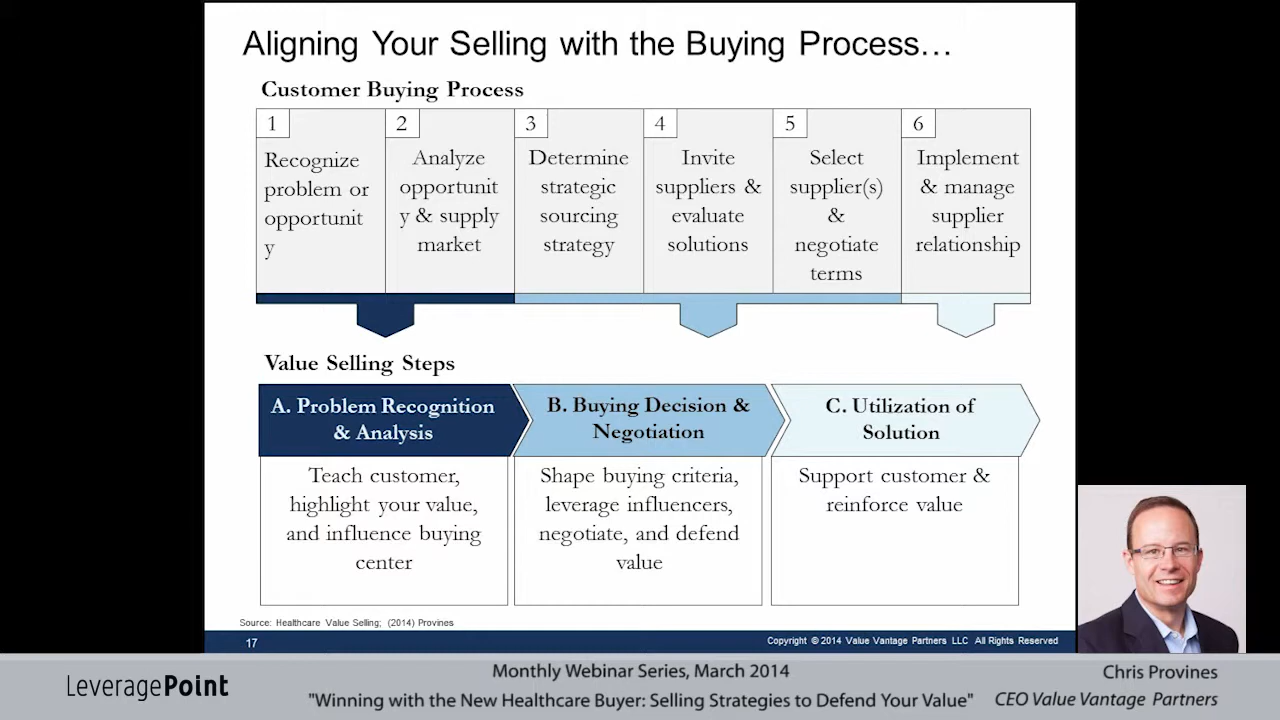 Aligning Your Selling with the Buying Process…
Customer Buying Process
1
Recognize
problem or
opportunit
y
2
Analyze
opportunit
y & supply
market
3
Determine
strategic
sourcing
strategy
4
Invite
suppliers &
evaluate
solutions
5
Select
supplier(s)
&
negotiate
terms
6
Implement
& manage
supplier
relationship
Value Selling Steps
A. Problem Recognition
& Analysis
Teach customer,
highlight your value,
and influence buying
center
B. Buying Decision &
Negotiation
Shape buying criteria,
leverage influencers,
negotiate, and defend
value
C. Utilization of
Solution
Support customer &
reinforce value
Source: Healthcare Value Selling; (2014) Provines
17
Copyright © 2014 Value Vantage Partners LLC All Rights Reserved
LeveragePoint
Monthly Webinar Series, March 2014
"Winning with the New Healthcare Buyer: Selling Strategies to Defend Your Value"
Chris Provines
CEO Value Vantage Partners